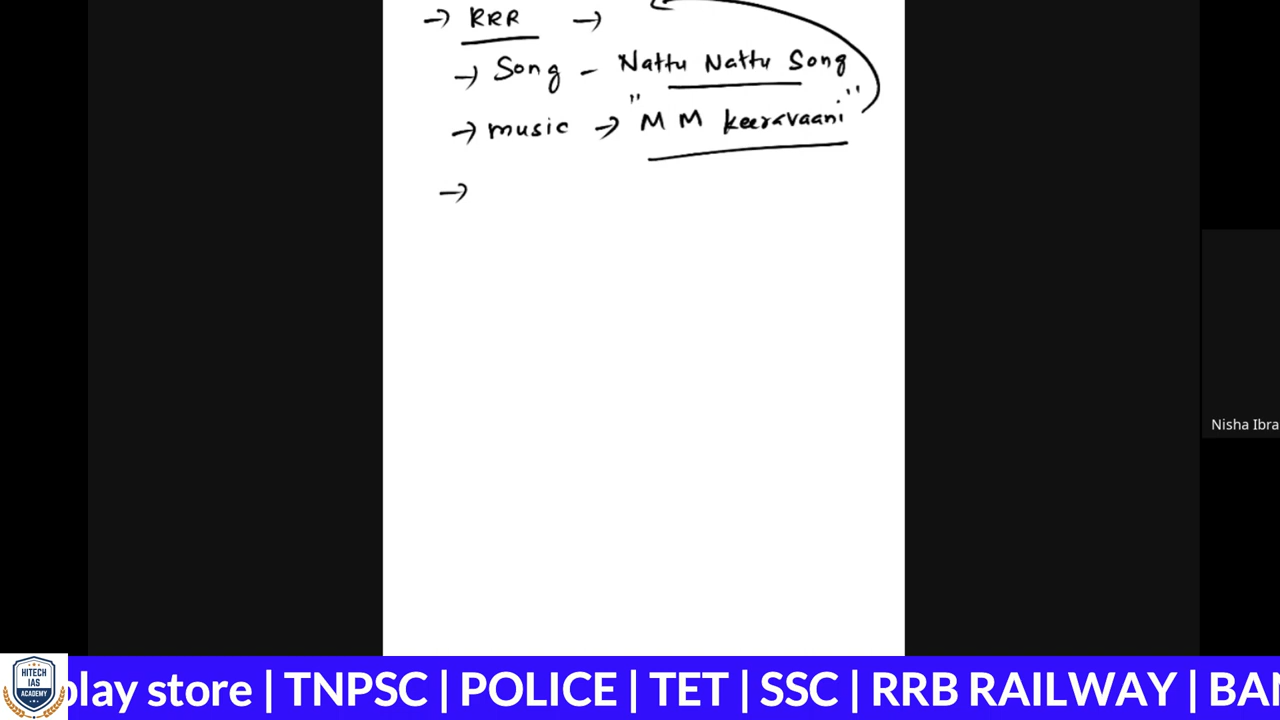 → RRR →
→ Song - Nattu Nattu Song
→ music → "M M keeravaani"
→
Nisha Ibra
HITECH
IAS
ACADEMY
play store | TNPSC | POLICE | TET | SSC | RRB RAILWAY | BAN